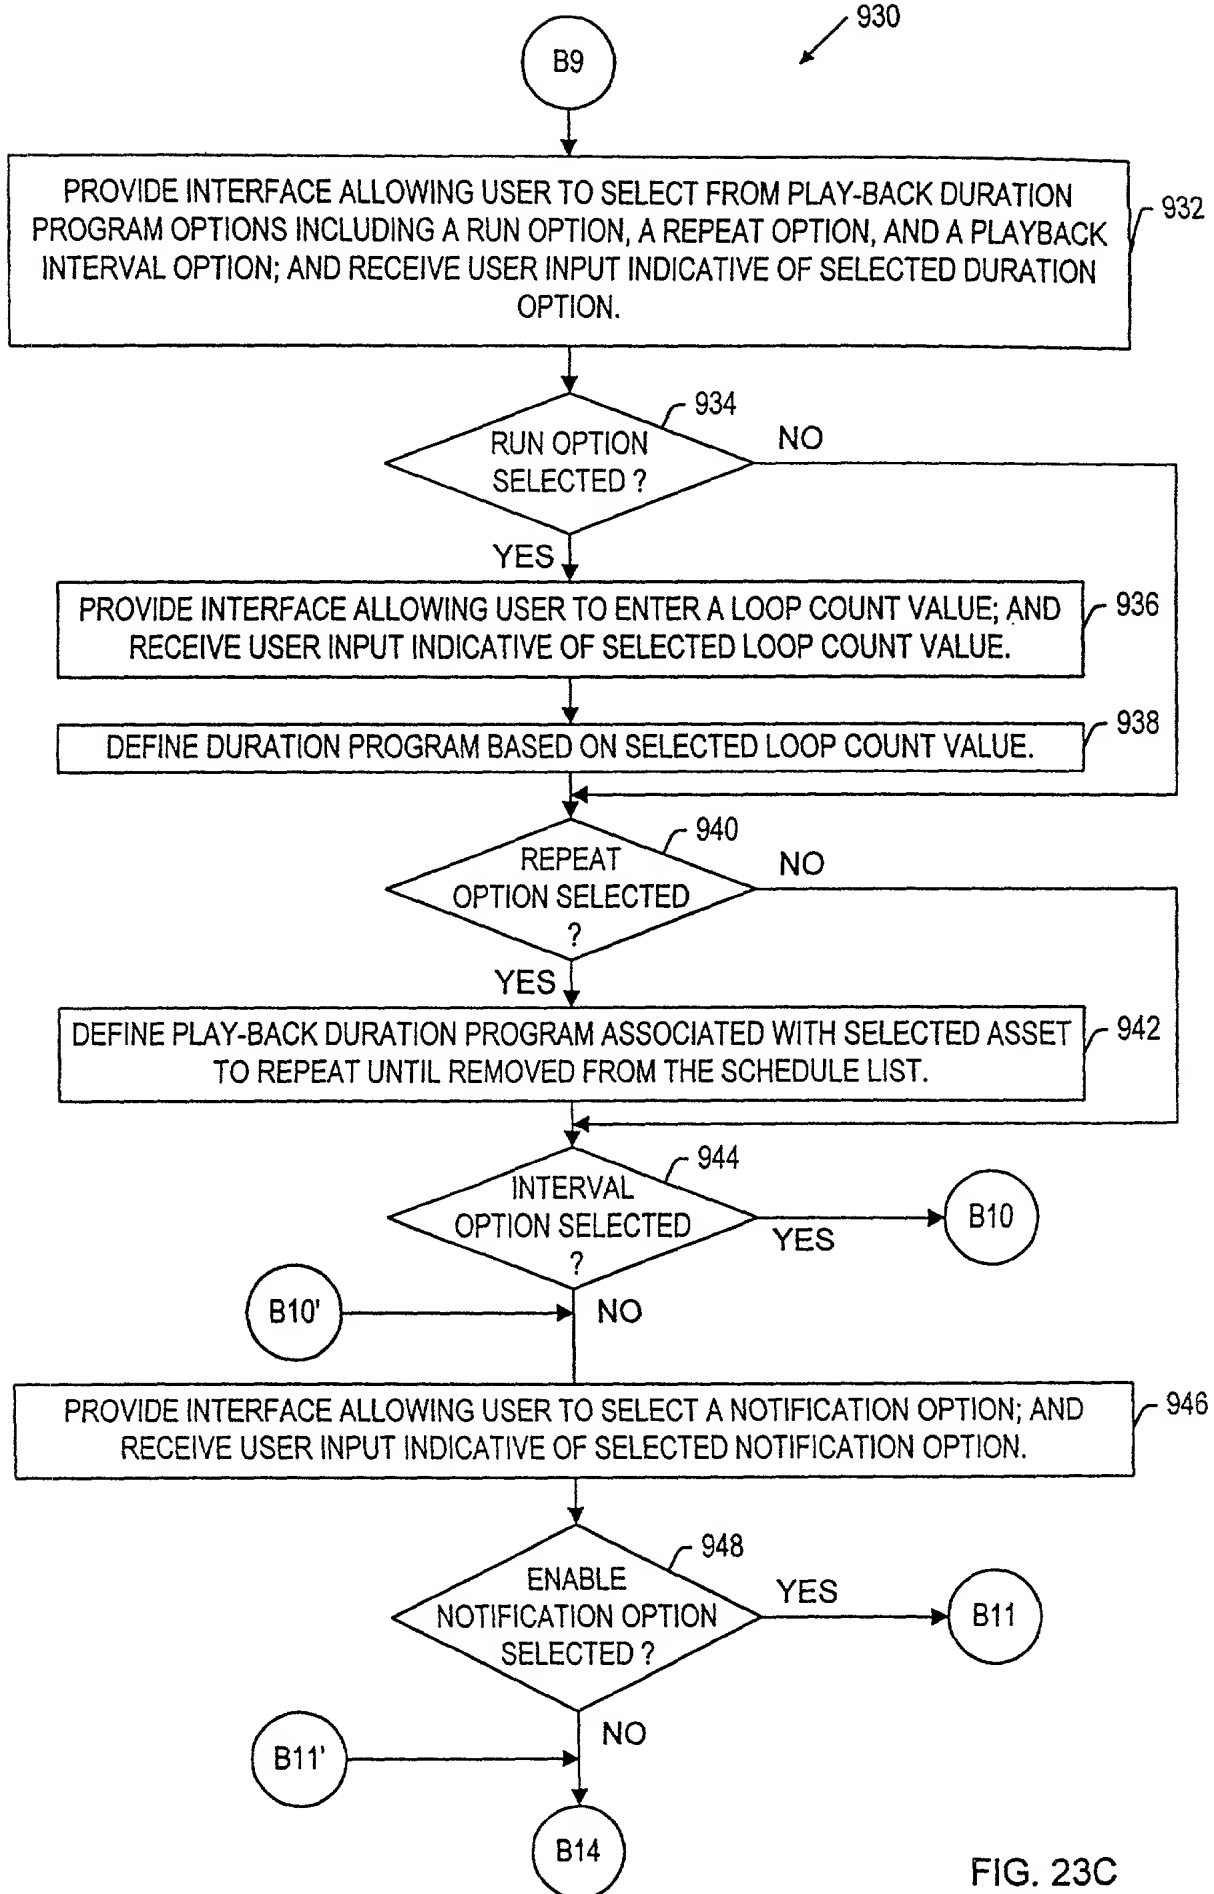 930
B9
PROVIDE INTERFACE ALLOWING USER TO SELECT FROM PLAY-BACK DURATION
PROGRAM OPTIONS INCLUDING A RUN OPTION, A REPEAT OPTION, AND A PLAYBACK
INTERVAL OPTION; AND RECEIVE USER INPUT INDICATIVE OF SELECTED DURATION
OPTION.
932
934
RUN OPTION
SELECTED ?
NO
YES
PROVIDE INTERFACE ALLOWING USER TO ENTER A LOOP COUNT VALUE; AND
RECEIVE USER INPUT INDICATIVE OF SELECTED LOOP COUNT VALUE.
936
DEFINE DURATION PROGRAM BASED ON SELECTED LOOP COUNT VALUE.
938
940
REPEAT
OPTION SELECTED
?
NO
YES
DEFINE PLAY-BACK DURATION PROGRAM ASSOCIATED WITH SELECTED ASSET
TO REPEAT UNTIL REMOVED FROM THE SCHEDULE LIST.
942
944
INTERVAL
OPTION SELECTED
?
YES
B10
B10'
NO
PROVIDE INTERFACE ALLOWING USER TO SELECT A NOTIFICATION OPTION; AND
RECEIVE USER INPUT INDICATIVE OF SELECTED NOTIFICATION OPTION.
946
948
ENABLE
NOTIFICATION OPTION
SELECTED ?
YES
B11
NO
B11'
B14
FIG. 23C